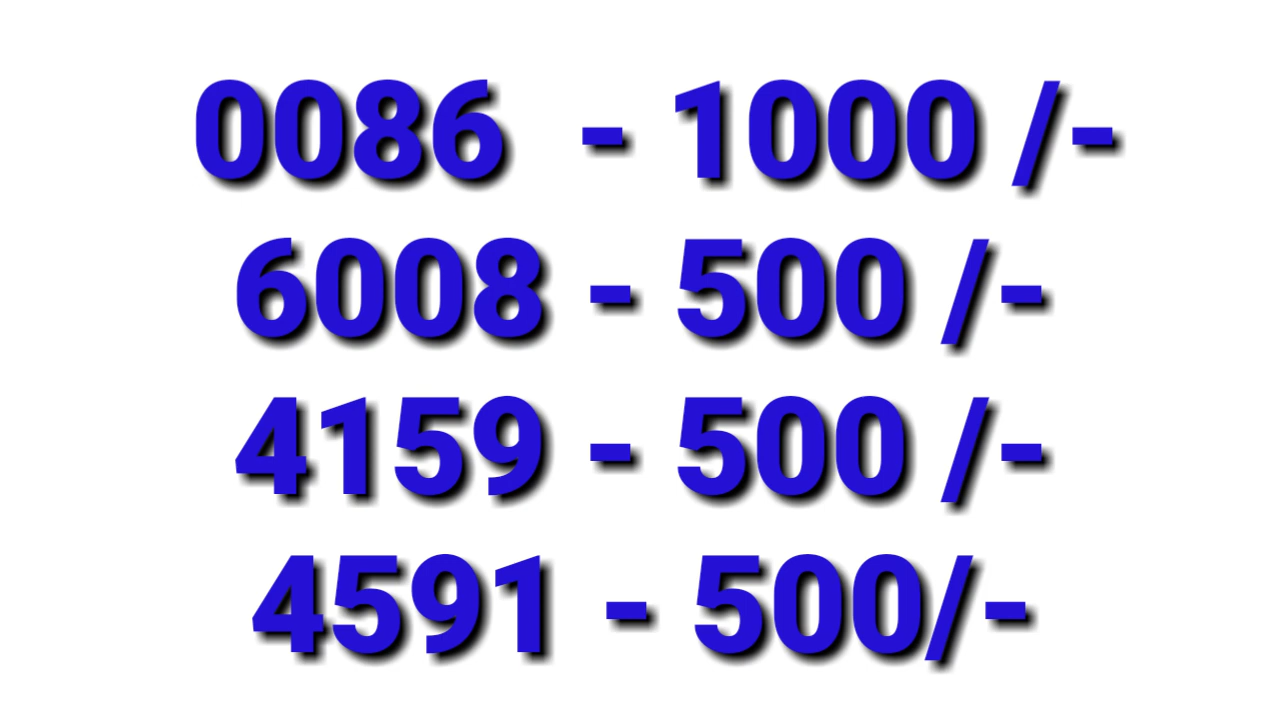 0086 - 1000 /-
6008 - 500 /-
4159 - 500 /-
4591 - 500/-